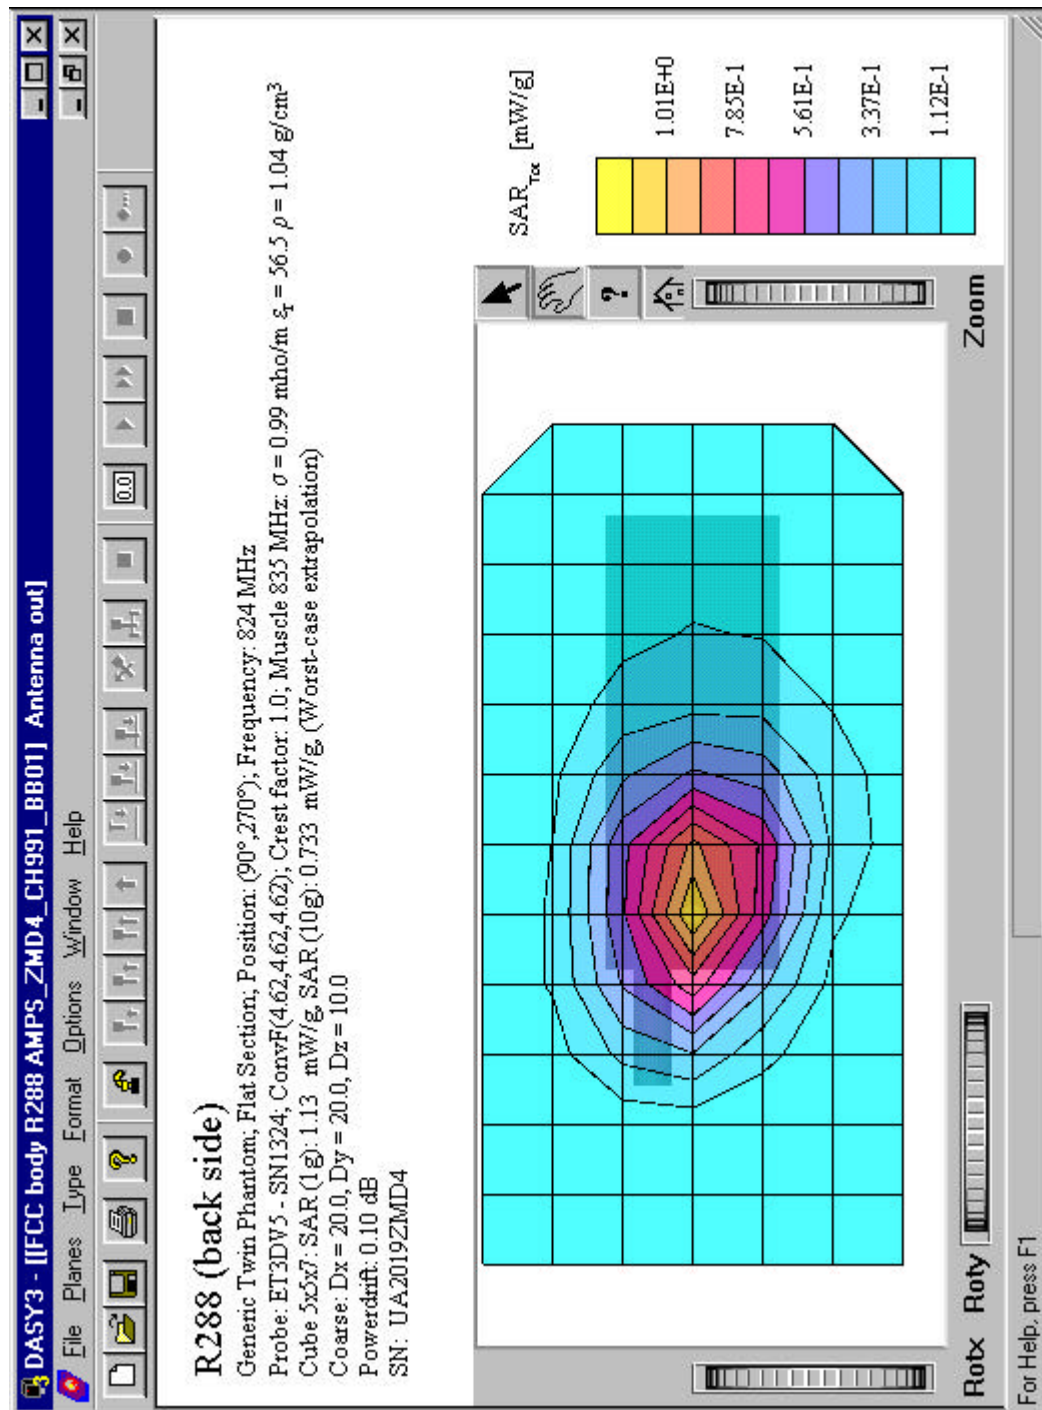 DASY3 - [[FCC body R288 AMPS_ZMD4_CH991_BB01] Antenna out]
File Planes Type Format Options Window Help
0.0
R288 (back side)
Generic Twin Phantom; Flat Section; Position: (90°,270°); Frequency: 824 MHz
Probe: ET3DV5 - SN1324; ConvF(4.62,4.62,4.62); Crest factor: 1.0; Muscle 835 MHz: σ = 0.99 mho/m εr = 56.5 ρ = 1.04 g/cm³
Cube 5x5x7: SAR (1g): 1.13 mW/g, SAR (10g): 0.733 mW/g, (Worst-case extrapolation)
Coarse: Dx = 20.0, Dy = 20.0, Dz = 10.0
Powerdrift: 0.10 dB
SN: UA2019ZMD4
SAR Tot [mW/g]
1.01E+0
7.85E-1
5.61E-1
3.37E-1
1.12E-1
?
Rotx Roty Zoom
For Help, press F1